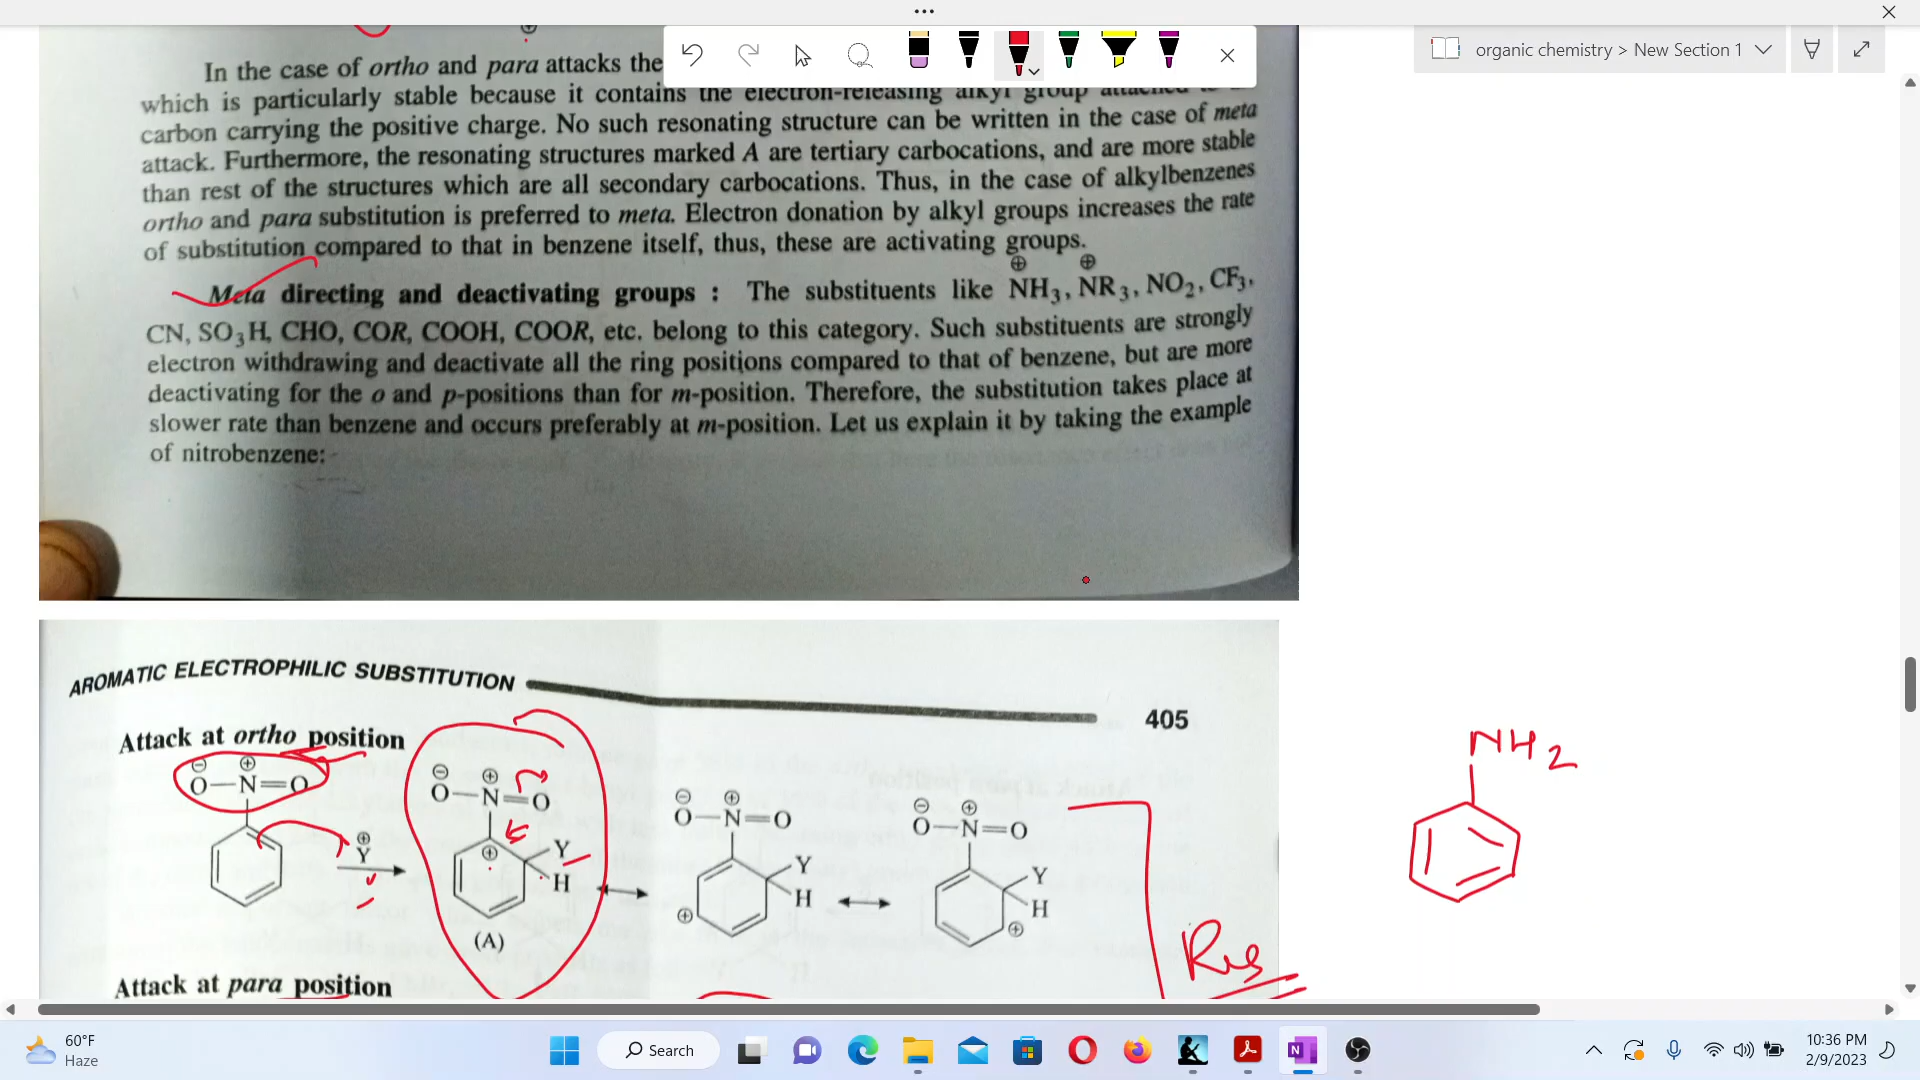 organic chemistry > New Section 1
In the case of ortho and para attacks the
which is particularly stable because it contains the electron-releasing alkyl group attached to
carbon carrying the positive charge. No such resonating structure can be written in the case of meta
attack. Furthermore, the resonating structures marked A are tertiary carbocations, and are more stable
than rest of the structures which are all secondary carbocations. Thus, in the case of alkylbenzenes
ortho and para substitution is preferred to meta. Electron donation by alkyl groups increases the rate
of substitution compared to that in benzene itself, thus, these are activating groups.
⊕ ⊕
Meta directing and deactivating groups : The substituents like NH3, NR3, NO2, CF3,
CN, SO3H, CHO, COR, COOH, COOR, etc. belong to this category. Such substituents are strongly
electron withdrawing and deactivate all the ring positions compared to that of benzene, but are more
deactivating for the o and p-positions than for m-position. Therefore, the substitution takes place at
slower rate than benzene and occurs preferably at m-position. Let us explain it by taking the example
of nitrobenzene:-
AROMATIC ELECTROPHILIC SUBSTITUTION 405
Attack at ortho position
⊖ ⊕
O—N=O
⊕
Y
⊖ ⊕
O—N=O
⊕
Y
H
(A)
⊖ ⊕
O—N=O
Y
H
⊕
⊖ ⊕
O—N=O
Y
H
⊕
NH2
Res
Attack at para position
60°F
Haze
Search
10:36 PM
2/9/2023